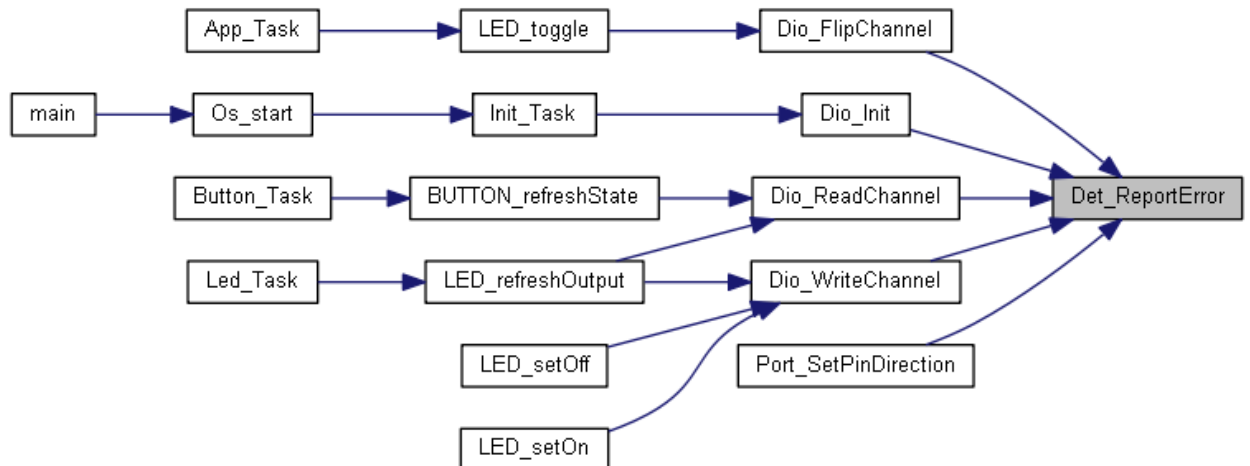 App_Task
LED_toggle
Dio_FlipChannel
main
Os_start
Init_Task
Dio_Init
Button_Task
BUTTON_refreshState
Dio_ReadChannel
Det_ReportError
Led_Task
LED_refreshOutput
Dio_WriteChannel
LED_setOff
Port_SetPinDirection
LED_setOn